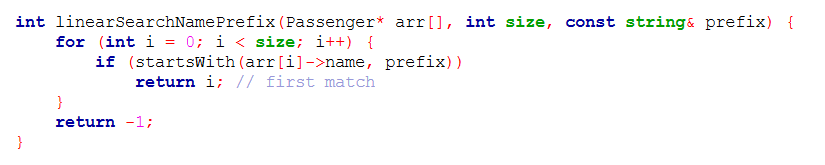 int linearSearchNamePrefix(Passenger* arr[], int size, const string& prefix) {
    for (int i = 0; i < size; i++) {
        if (startsWith(arr[i]->name, prefix))
            return i; // first match
    }
    return -1;
}